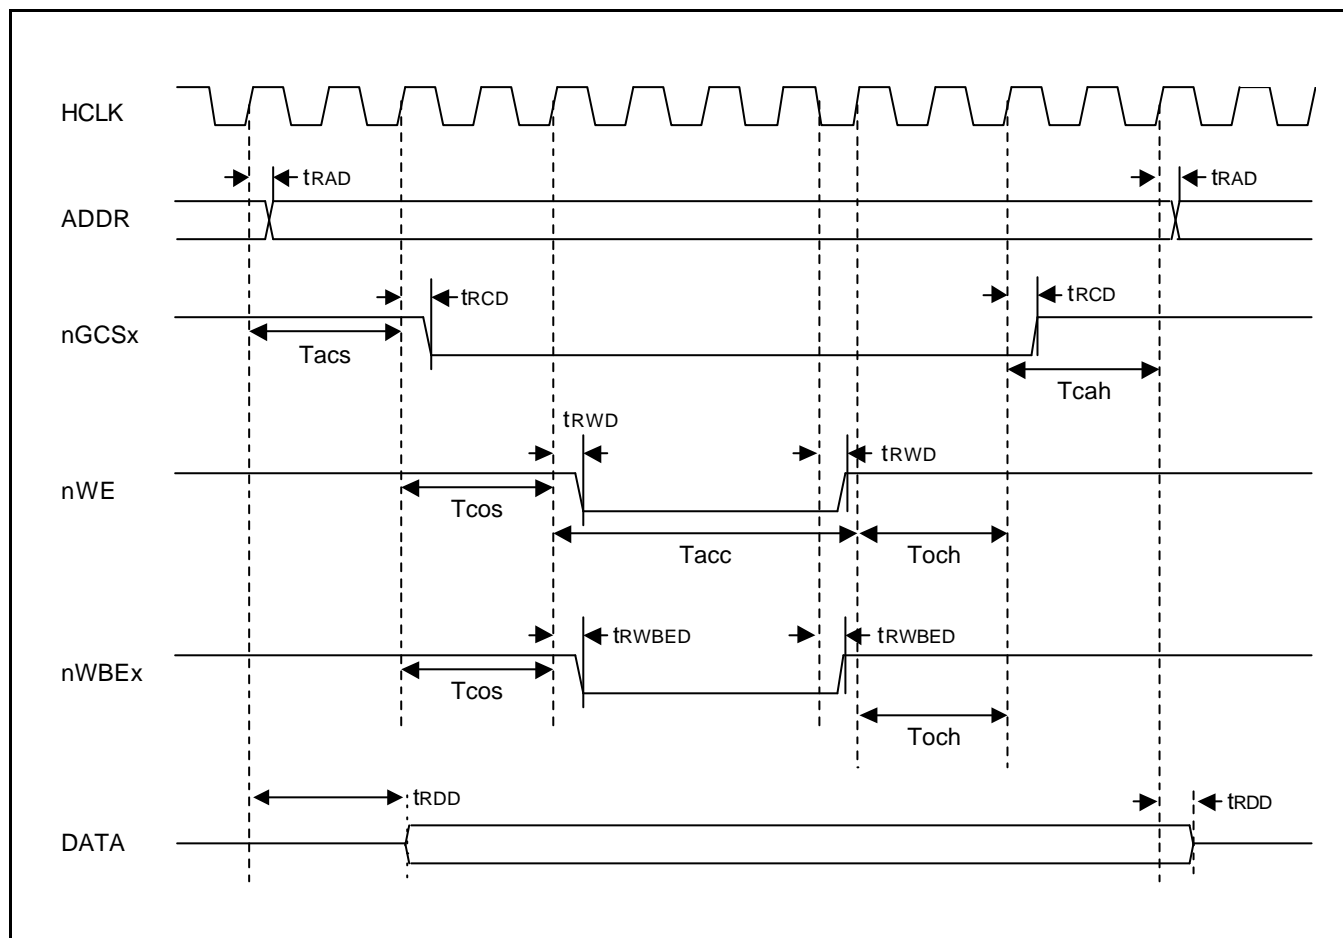 HCLK
tRAD
tRAD
ADDR
tRCD
tRCD
nGCSx
Tacs
Tcah
tRWD
tRWD
nWE
Tcos
Tacc
Toch
tRWBED
tRWBED
nWBEx
Tcos
Toch
tRDD
tRDD
DATA